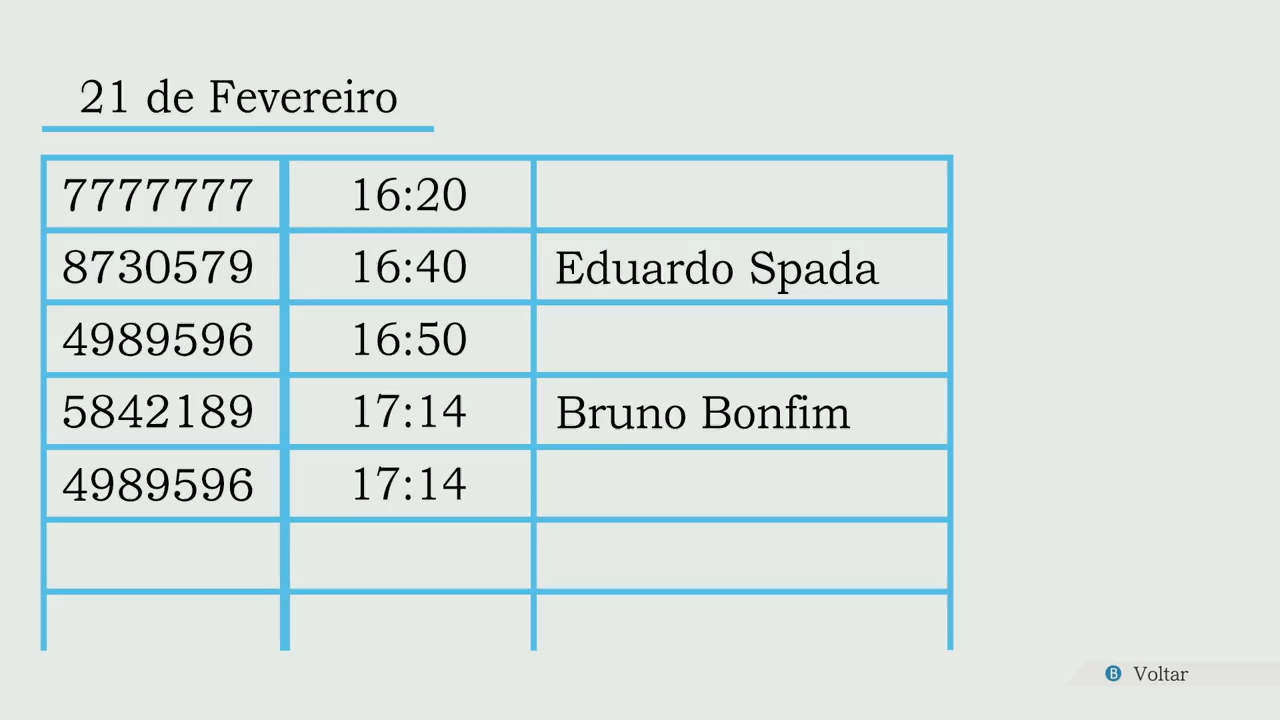 21 de Fevereiro
7777777 16:20
8730579 16:40 Eduardo Spada
4989596 16:50
5842189 17:14 Bruno Bonfim
4989596 17:14
B Voltar